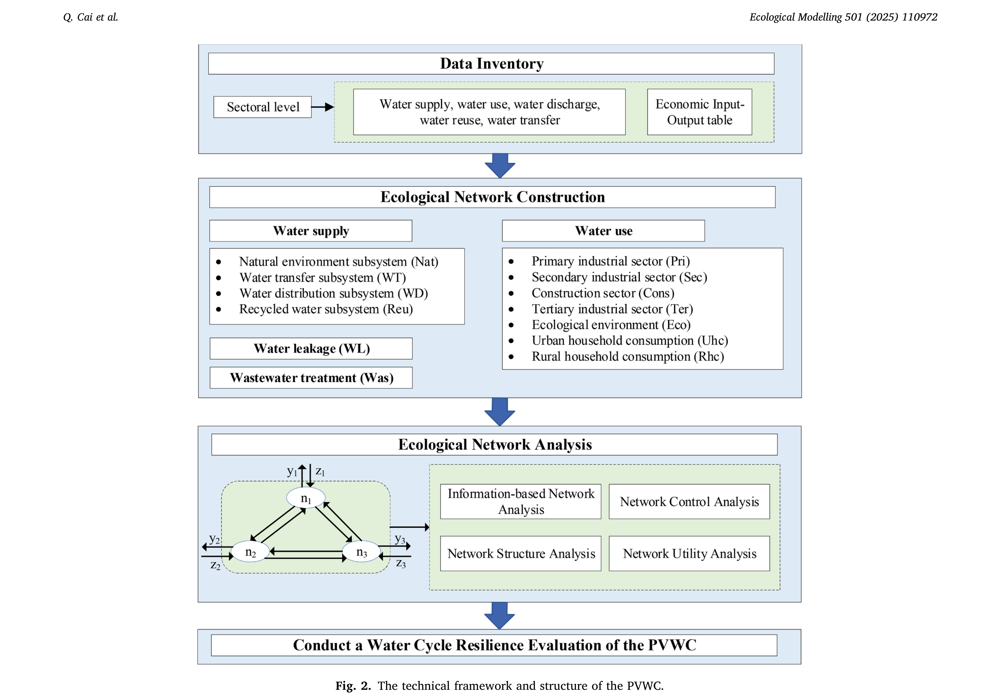 Q. Cai et al.
Ecological Modelling 501 (2025) 110972
Data Inventory
Sectoral level
Water supply, water use, water discharge,
water reuse, water transfer
Economic Input-
Output table
Ecological Network Construction
Water supply
• Natural environment subsystem (Nat)
• Water transfer subsystem (WT)
• Water distribution subsystem (WD)
• Recycled water subsystem (Reu)
Water leakage (WL)
Wastewater treatment (Was)
Water use
• Primary industrial sector (Pri)
• Secondary industrial sector (Sec)
• Construction sector (Cons)
• Tertiary industrial sector (Ter)
• Ecological environment (Eco)
• Urban household consumption (Uhc)
• Rural household consumption (Rhc)
Ecological Network Analysis
y₁ z₁
n₁
y₂
n₂
z₂
y₃
n₃
z₃
Information-based Network
Analysis
Network Control Analysis
Network Structure Analysis
Network Utility Analysis
Conduct a Water Cycle Resilience Evaluation of the PVWC
Fig. 2. The technical framework and structure of the PVWC.